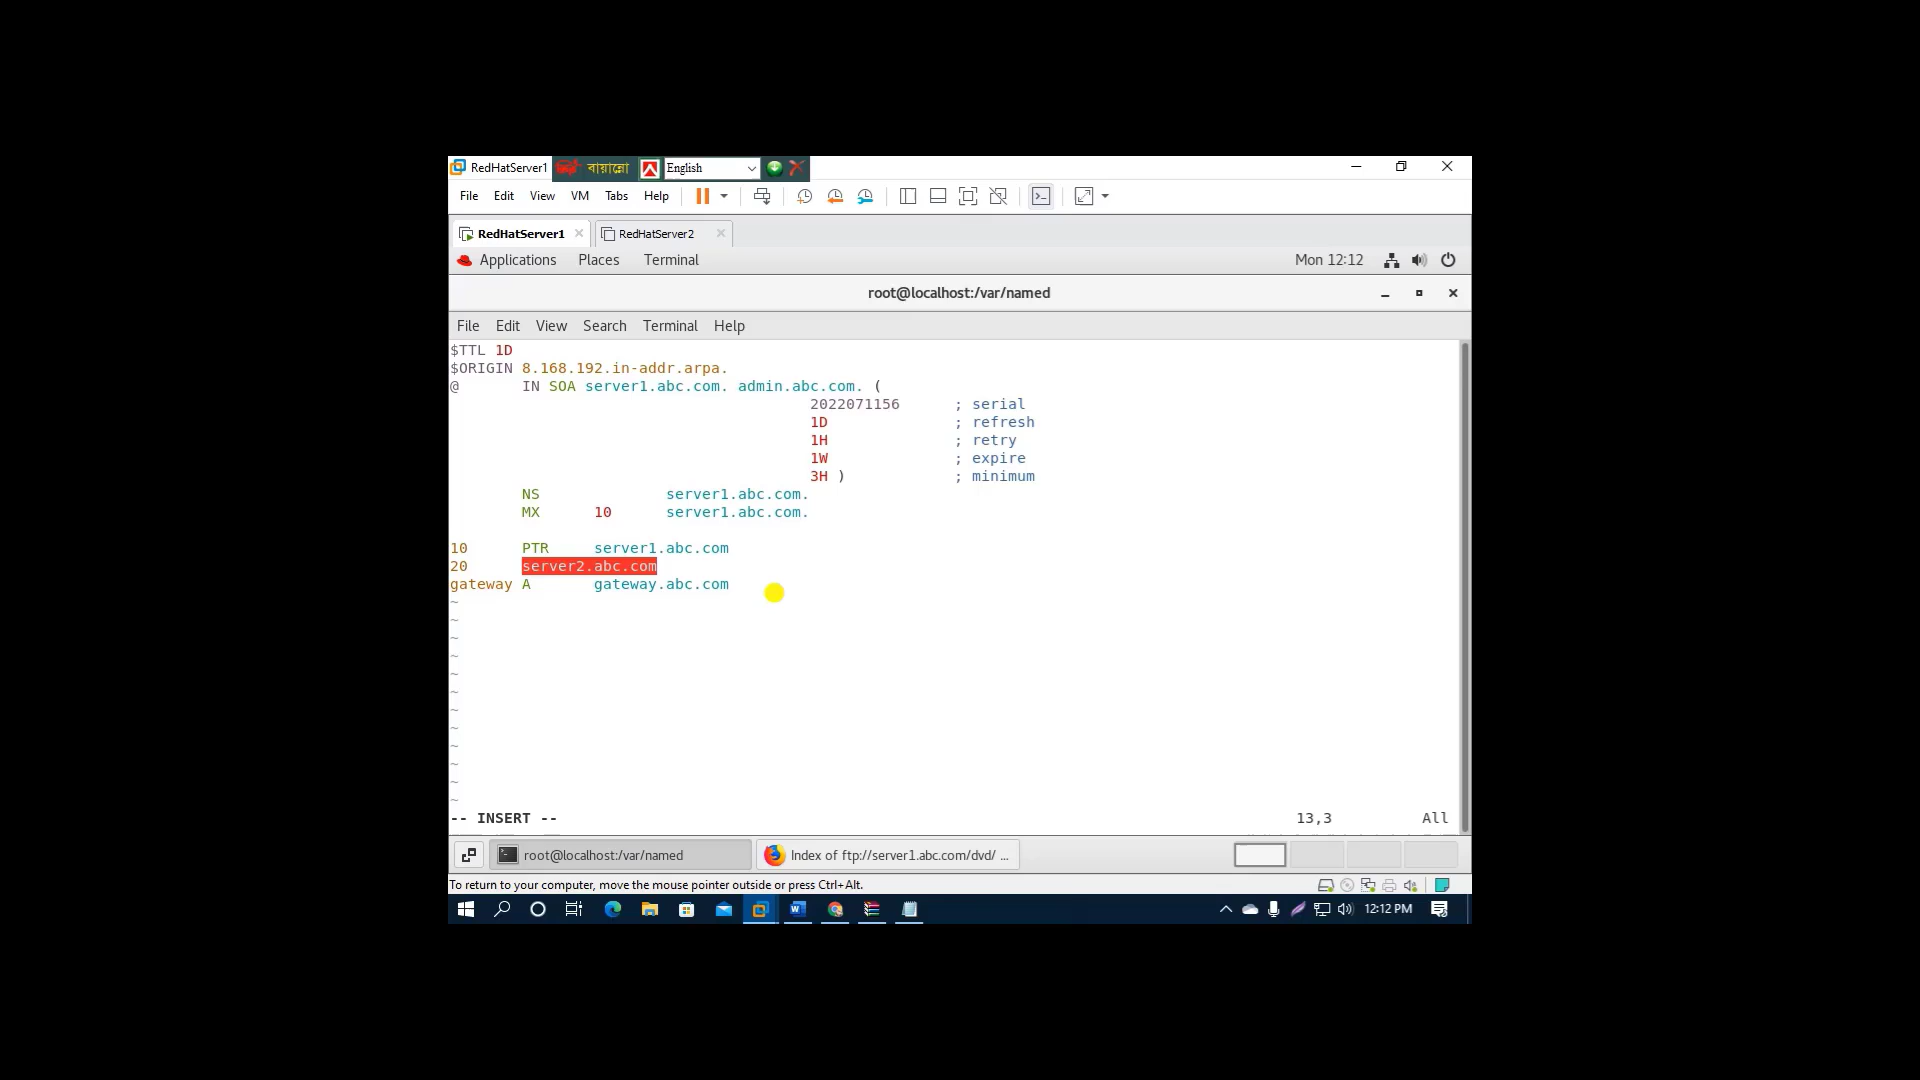 RedHatServer1 বায়ান্নো English
File Edit View VM Tabs Help
RedHatServer1 RedHatServer2
Applications Places Terminal Mon 12:12
root@localhost:/var/named
File Edit View Search Terminal Help
$TTL 1D
$ORIGIN 8.168.192.in-addr.arpa.
@ IN SOA server1.abc.com. admin.abc.com. (
2022071156 ; serial
1D ; refresh
1H ; retry
1W ; expire
3H ) ; minimum
NS server1.abc.com.
MX 10 server1.abc.com.
10 PTR server1.abc.com
20 server2.abc.com
gateway A gateway.abc.com
~
~
~
~
~
~
~
~
~
~
~
~
-- INSERT -- 13,3 All
root@localhost:/var/named Index of ftp://server1.abc.com/dvd/ ...
To return to your computer, move the mouse pointer outside or press Ctrl+Alt.
12:12 PM